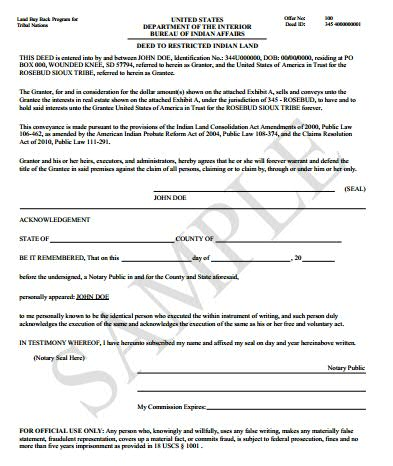 Land Buy Back Program for
Tribal Nations
UNITED STATES
DEPARTMENT OF THE INTERIOR
BUREAU OF INDIAN AFFAIRS
Offer No: 100
Deed ID: 345 4000000001
DEED TO RESTRICTED INDIAN LAND
THIS DEED is entered into by and between JOHN DOE, Identification No.: 344U000000, DOB: 00/00/0000, residing at PO
BOX 000, WOUNDED KNEE, SD 57794, referred to herein as Grantor, and the United States of America in Trust for the
ROSEBUD SIOUX TRIBE, referred to herein as Grantee.
The Grantor, for and in consideration for the dollar amount(s) shown on the attached Exhibit A, sells and conveys unto the
Grantee the interests in real estate shown on the attached Exhibit A, under the jurisdiction of 345 - ROSEBUD, to have and to
hold said interests unto the Grantee United States of America in Trust for the ROSEBUD SIOUX TRIBE forever.
This conveyance is made pursuant to the provisions of the Indian Land Consolidation Act Amendments of 2000, Public Law
106-462, as amended by the American Indian Probate Reform Act of 2004, Public Law 108-374, and the Claims Resolution
Act of 2010, Public Law 111-291.
Grantor and his or her heirs, executors, and administrators, hereby agrees that he or she will forever warrant and defend the
title of the Grantee in said premises against the claim of all persons, claiming or to claim by, through or under him or her only.
(SEAL)
JOHN DOE
ACKNOWLEDGEMENT
STATE OF COUNTY OF
BE IT REMEMBERED, That on this day of , 20
before the undersigned, a Notary Public in and for the County and State aforesaid,
personally appeared: JOHN DOE
to me personally known to be the identical person who executed the within instrument of writing, and such person duly
acknowledges the execution of the same and acknowledges the execution of the same as his or her free and voluntary act.
IN TESTIMONY WHEREOF, I have hereunto subscribed my name and affixed my seal on day and year hereinabove written.
(Notary Seal Here)
Notary Public
My Commission Expires:
FOR OFFICIAL USE ONLY: Any person who, knowingly and willfully, uses any false writing, makes any materially false
statement, fraudulent representation, covers up a material fact, or commits fraud, is subject to federal prosecution, fines and no
more than five years imprisonment as provided in 18 USCS § 1001 .
SAMPLE